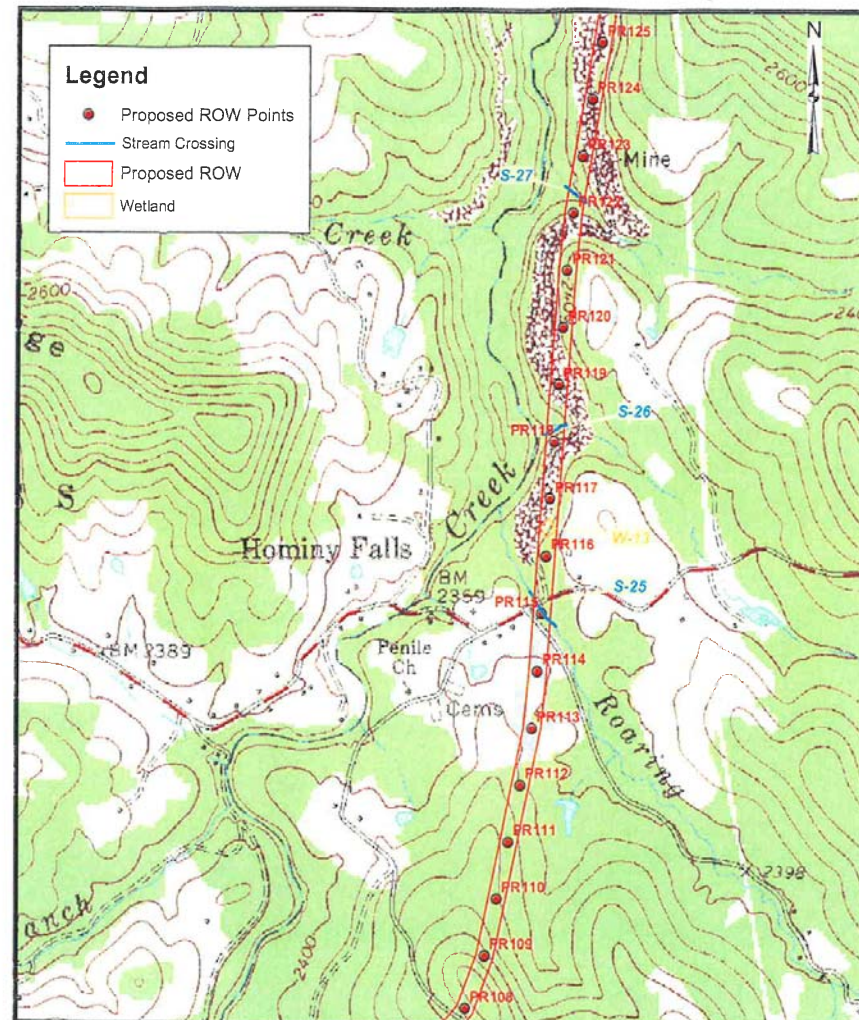 Legend
Proposed ROW Points
Stream Crossing
Proposed ROW
Wetland
N
PR125
2600
PR124
PR123
Mine
S-27
PR122
Creek
PR121
2600
PR120
ge
PR119
S-26
PR118
S
Creek
PR117
Hominy Falls
W-13
PR116
BM
2359
S-25
PR115
BM 2389
Penile
Ch
PR114
Cems
Roaring
PR113
PR112
PR111
2398
PR110
anch
2400
PR109
PR108